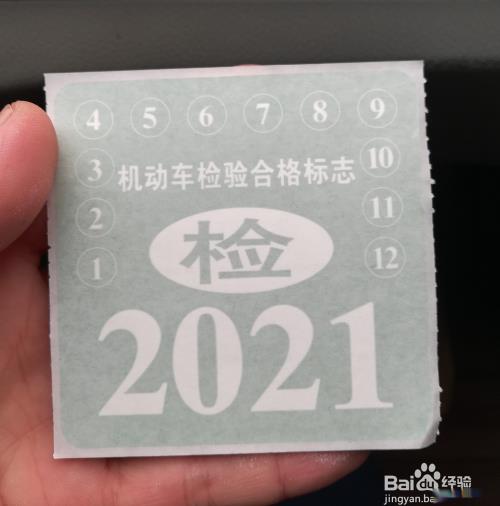 4 5 6 7 8 9
3 机动车检验合格标志 10
2 11
检
1 12
2021
Bai du 经验
jingyan.ba